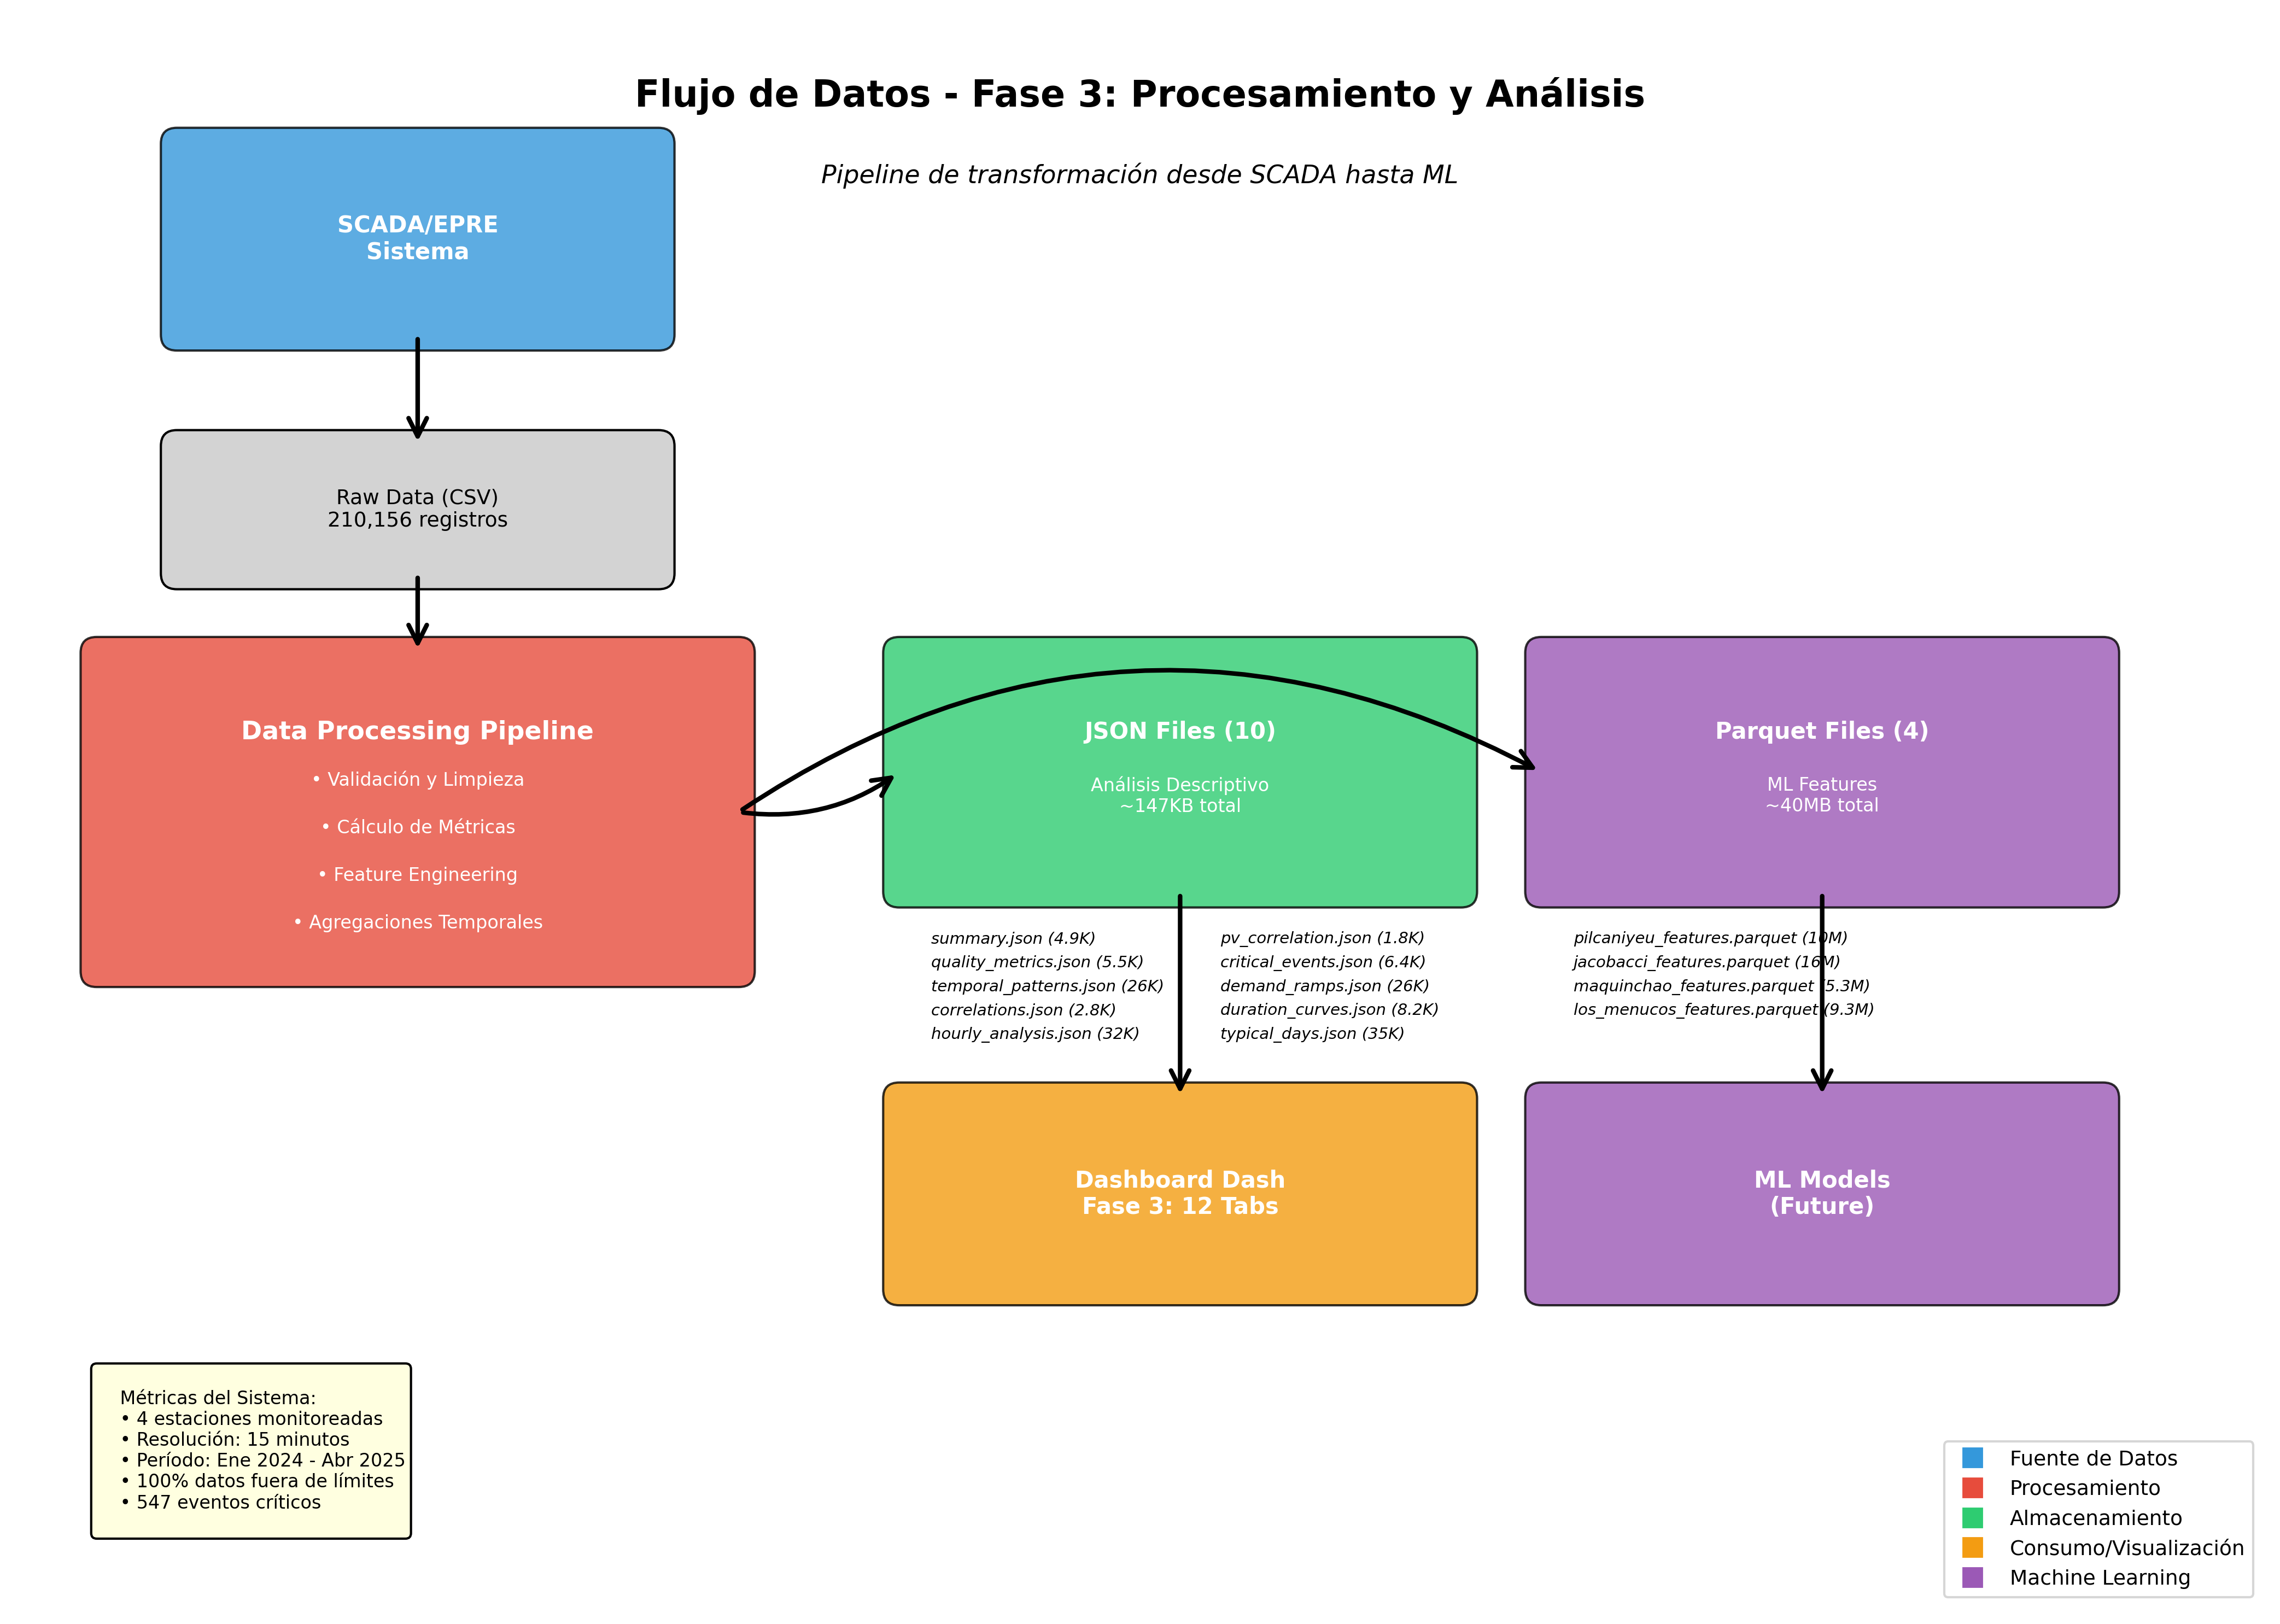 Flujo de Datos - Fase 3: Procesamiento y Análisis
Pipeline de transformación desde SCADA hasta ML
SCADA/EPRE
Sistema
Raw Data (CSV)
210,156 registros
Data Processing Pipeline
• Validación y Limpieza
• Cálculo de Métricas
• Feature Engineering
• Agregaciones Temporales
JSON Files (10)
Análisis Descriptivo
~147KB total
Parquet Files (4)
ML Features
~40MB total
summary.json (4.9K)
quality_metrics.json (5.5K)
temporal_patterns.json (26K)
correlations.json (2.8K)
hourly_analysis.json (32K)
pv_correlation.json (1.8K)
critical_events.json (6.4K)
demand_ramps.json (26K)
duration_curves.json (8.2K)
typical_days.json (35K)
pilcaniyeu_features.parquet (10M)
jacobacci_features.parquet (16M)
maquinchao_features.parquet (5.3M)
los_menucos_features.parquet (9.3M)
Dashboard Dash
Fase 3: 12 Tabs
ML Models
(Future)
Métricas del Sistema:
• 4 estaciones monitoreadas
• Resolución: 15 minutos
• Período: Ene 2024 - Abr 2025
• 100% datos fuera de límites
• 547 eventos críticos
Fuente de Datos
Procesamiento
Almacenamiento
Consumo/Visualización
Machine Learning